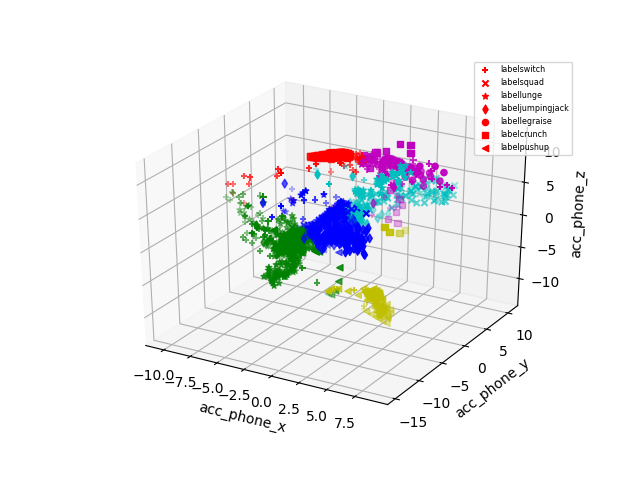 labelswitch
labelsquad
labellunge
labeljumpingjack
labellegraise
labelcrunch
labelpushup
10
5
0
−5
−10
acc_phone_z
10
5
0
−5
−10
−15
acc_phone_y
−10.0
−7.5
−5.0
−2.5
0.0
2.5
5.0
7.5
acc_phone_x